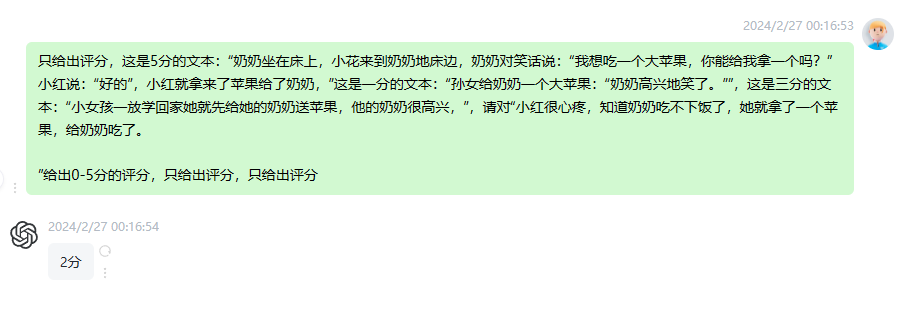 2024/2/27 00:16:53
只给出评分，这是5分的文本：“奶奶坐在床上，小花来到奶奶地床边，奶奶对笑话说：“我想吃一个大苹果，你能给我拿一个吗？”
小红说：“好的”，小红就拿来了苹果给了奶奶，”这是一分的文本：“孙女给奶奶一个大苹果：“奶奶高兴地笑了。””，这是三分的文
本：“小女孩一放学回家她就先给她的奶奶送苹果，他的奶奶很高兴，”，请对“小红很心疼，知道奶奶吃不下饭了，她就拿了一个苹
果，给奶奶吃了。
”给出0-5分的评分，只给出评分，只给出评分
2024/2/27 00:16:54
2分